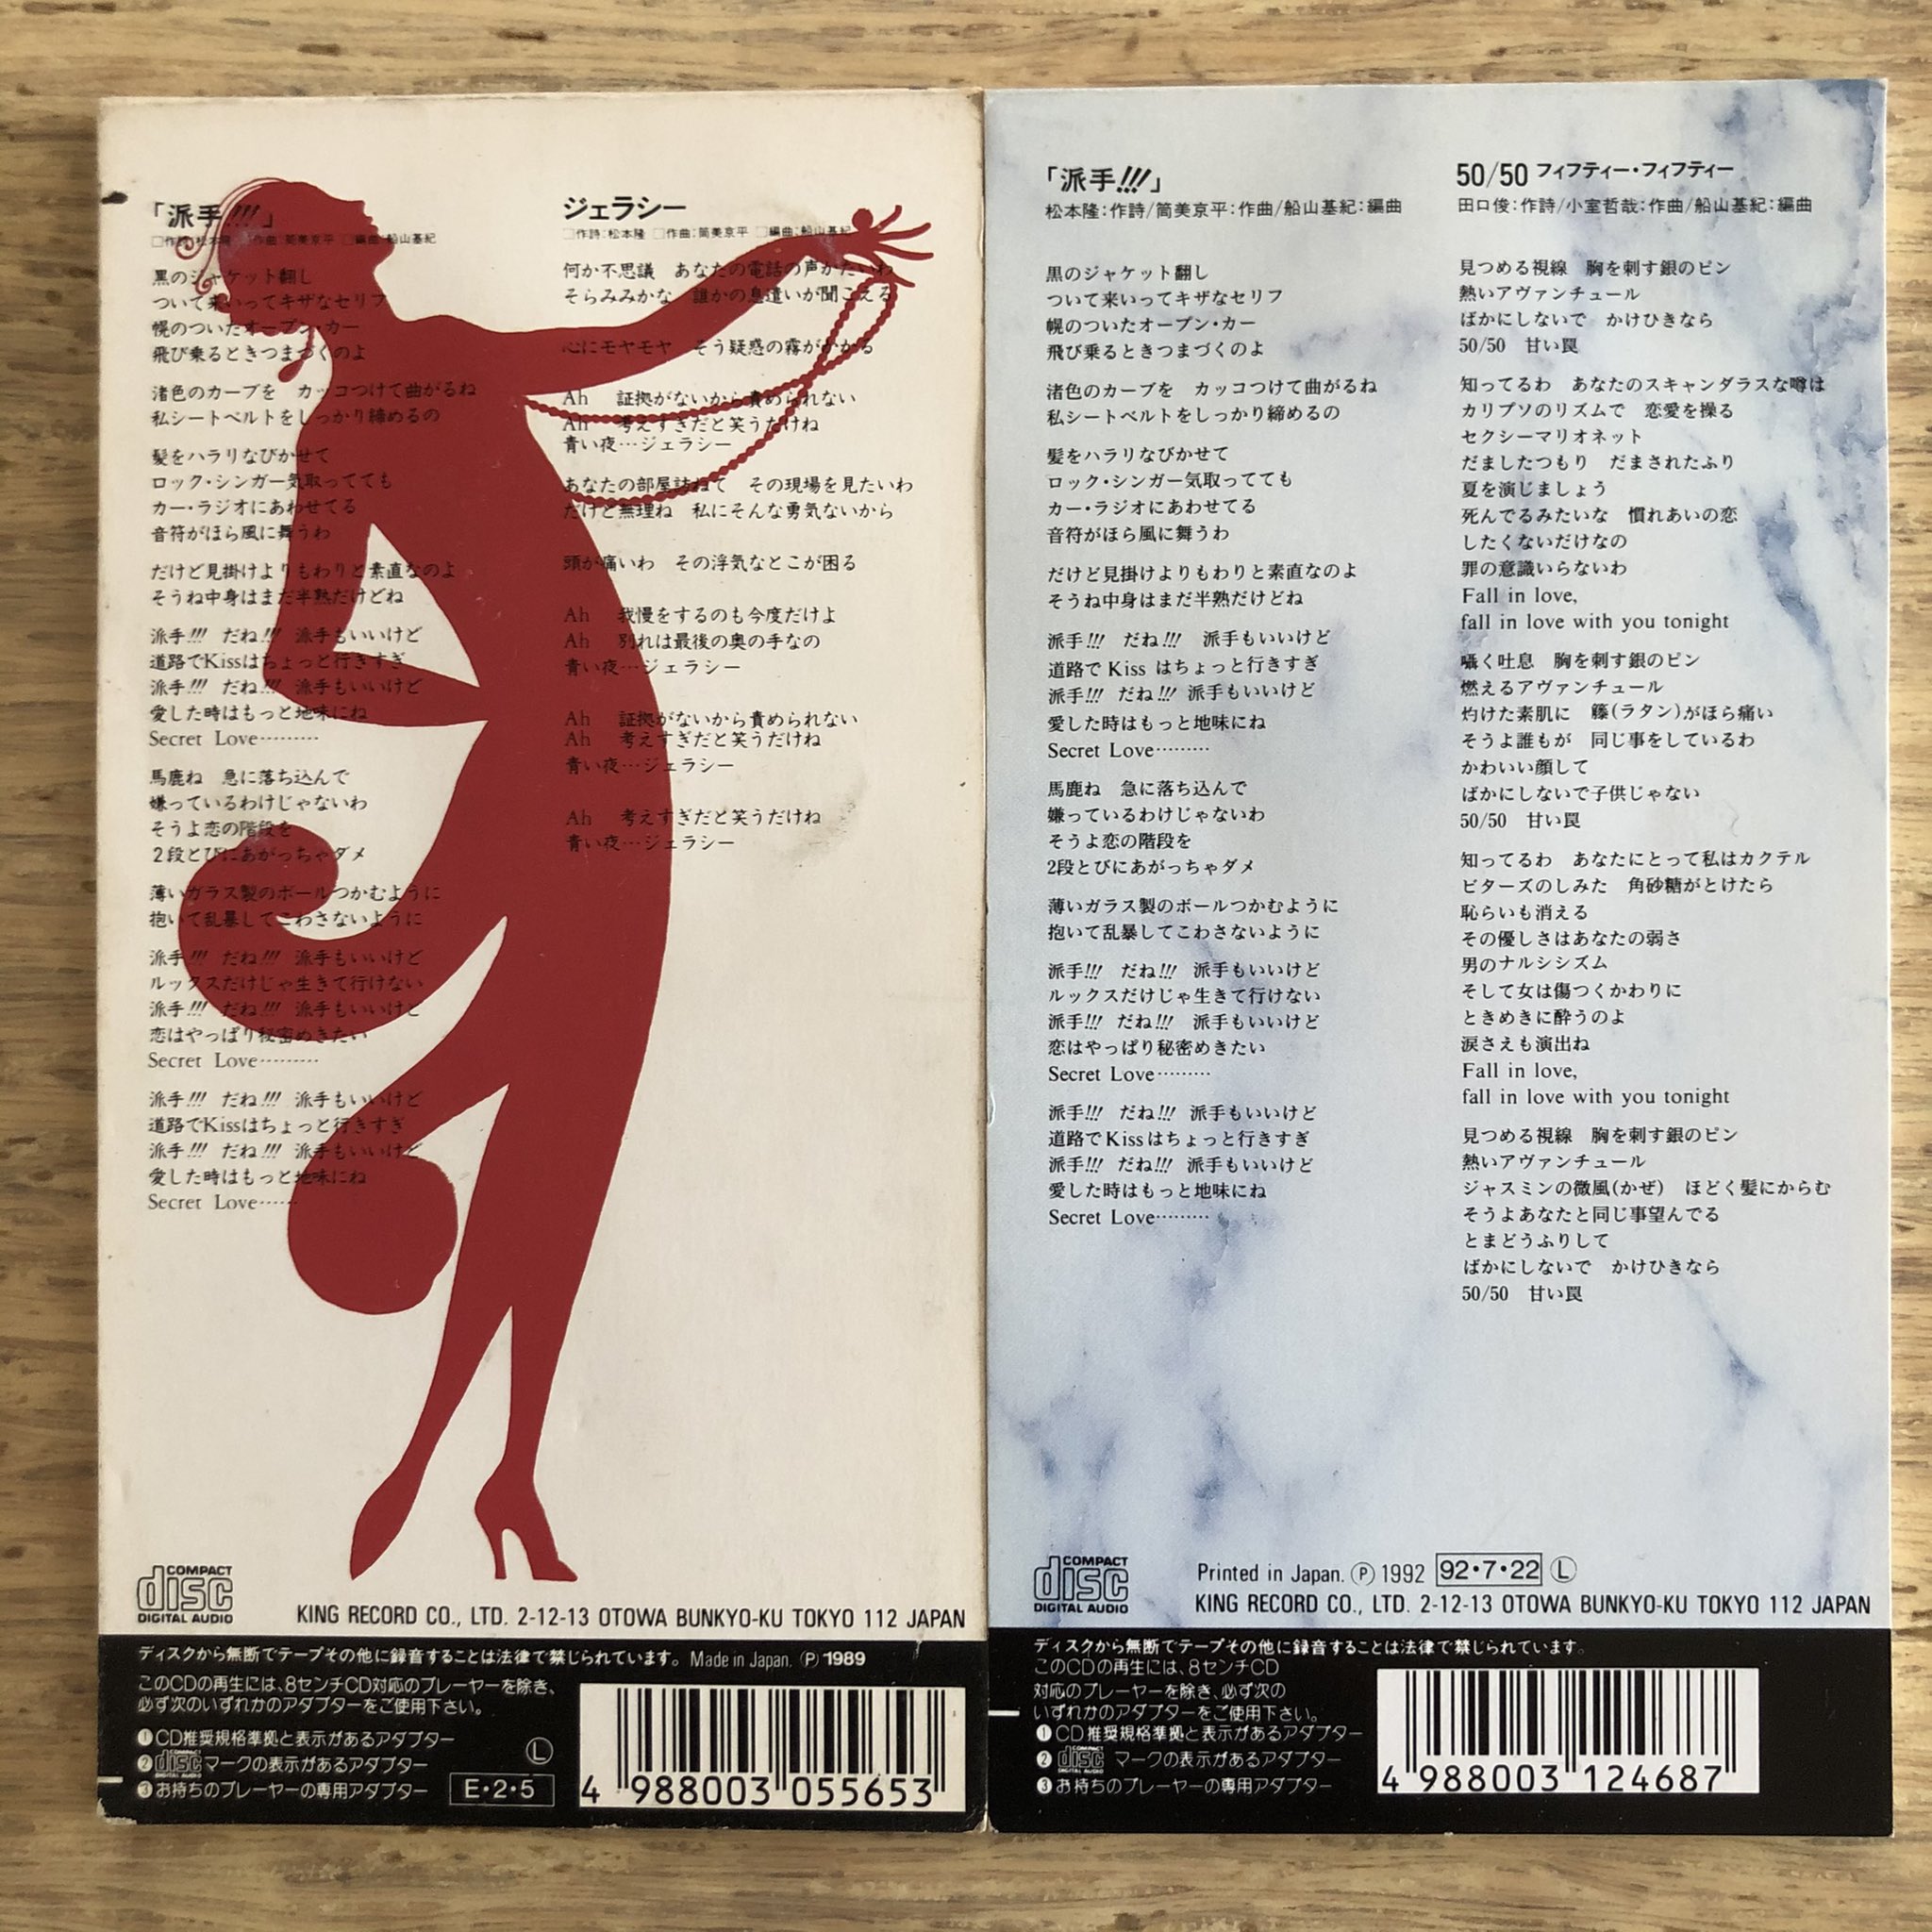 「派手!!!」
□作詩:松本隆 □作曲:筒美京平 □編曲:船山基紀
黒のジャケット翻し
ついて来いってキザなセリフ
幌のついたオープン・カー
飛び乗るときつまづくのよ
渚色のカーブを カッコつけて曲がるね
私シートベルトをしっかり締めるの
髪をハラリなびかせて
ロック・シンガー気取ってても
カー・ラジオにあわせてる
音符がほら風に舞うわ
だけど見掛けよりもわりと素直なのよ
そうね中身はまだ半熟だけどね
派手!!! だね!!! 派手もいいけど
道路でKissはちょっと行きすぎ
派手!!! だね!!! 派手もいいけど
愛した時はもっと地味にね
Secret Love………
馬鹿ね 急に落ち込んで
嫌っているわけじゃないわ
そうよ恋の階段を
2段とびにあがっちゃダメ
薄いガラス製のボールつかむように
抱いて乱暴してこわさないように
派手!!! だね!!! 派手もいいけど
ルックスだけじゃ生きて行けない
派手!!! だね!!! 派手もいいけど
恋はやっぱり秘密めきたい
Secret Love………
派手!!! だね!!! 派手もいいけど
道路でKissはちょっと行きすぎ
派手!!! だね!!! 派手もいいけど
愛した時はもっと地味にね
Secret Love……
ジェラシー
□作詩:松本隆 □作曲:筒美京平 □編曲:船山基紀
何か不思議 あなたの電話の声がかたいわ
そらみみかな 誰かの息遣いが聞こえる
心にモヤモヤ そう疑惑の霧がかかる
Ah 証拠がないから責められない
Ah 考えすぎだと笑うだけね
青い夜…ジェラシー
あなたの部屋訪ねて その現場を見たいわ
だけど無理ね 私にそんな勇気ないから
頭が痛いわ その浮気なとこが困る
Ah 我慢をするのも今度だけよ
Ah 別れは最後の奥の手なの
青い夜…ジェラシー
Ah 証拠がないから責められない
Ah 考えすぎだと笑うだけね
青い夜…ジェラシー
Ah 考えすぎだと笑うだけね
青い夜…ジェラシー
COMPACT
disc
DIGITAL AUDIO
KING RECORD CO., LTD. 2-12-13 OTOWA BUNKYO-KU TOKYO 112 JAPAN
ディスクから無断でテープその他に録音することは法律で禁じられています。 Made in Japan. Ⓟ 1989
このCDの再生には、8センチCD対応のプレーヤーを除き、
必ず次のいずれかのアダプターをご使用下さい。
❶CD推奨規格準拠と表示があるアダプター
❷COMPACT disc DIGITAL AUDIO マークの表示があるアダプター
❸お持ちのプレーヤーの専用アダプター
Ⓛ
E・2・5
4 988003 055653
「派手!!!」
松本隆:作詩/筒美京平:作曲/船山基紀:編曲
黒のジャケット翻し
ついて来いってキザなセリフ
幌のついたオープン・カー
飛び乗るときつまづくのよ
渚色のカーブを カッコつけて曲がるね
私シートベルトをしっかり締めるの
髪をハラリなびかせて
ロック・シンガー気取ってても
カー・ラジオにあわせてる
音符がほら風に舞うわ
だけど見掛けよりもわりと素直なのよ
そうね中身はまだ半熟だけどね
派手!!! だね!!! 派手もいいけど
道路で Kiss はちょっと行きすぎ
派手!!! だね!!! 派手もいいけど
愛した時はもっと地味にね
Secret Love………
馬鹿ね 急に落ち込んで
嫌っているわけじゃないわ
そうよ恋の階段を
2段とびにあがっちゃダメ
薄いガラス製のボールつかむように
抱いて乱暴してこわさないように
派手!!! だね!!! 派手もいいけど
ルックスだけじゃ生きて行けない
派手!!! だね!!! 派手もいいけど
恋はやっぱり秘密めきたい
Secret Love………
派手!!! だね!!! 派手もいいけど
道路でKissはちょっと行きすぎ
派手!!! だね!!! 派手もいいけど
愛した時はもっと地味にね
Secret Love………
50/50 フィフティー・フィフティー
田口俊:作詩/小室哲哉:作曲/船山基紀:編曲
見つめる視線 胸を刺す銀のピン
熱いアヴァンチュール
ばかにしないで かけひきなら
50/50 甘い罠
知ってるわ あなたのスキャンダラスな噂は
カリプソのリズムで 恋愛を操る
セクシーマリオネット
だましたつもり だまされたふり
夏を演じましょう
死んでるみたいな 慣れあいの恋
したくないだけなの
罪の意識いらないわ
Fall in love,
fall in love with you tonight
囁く吐息 胸を刺す銀のピン
燃えるアヴァンチュール
灼けた素肌に 籐(ラタン)がほら痛い
そうよ誰もが 同じ事をしているわ
かわいい顔して
ばかにしないで子供じゃない
50/50 甘い罠
知ってるわ あなたにとって私はカクテル
ビターズのしみた 角砂糖がとけたら
恥らいも消える
その優しさはあなたの弱さ
男のナルシシズム
そして女は傷つくかわりに
ときめきに酔うのよ
涙さえも演出ね
Fall in love,
fall in love with you tonight
見つめる視線 胸を刺す銀のピン
熱いアヴァンチュール
ジャスミンの微風(かぜ) ほどく髪にからむ
そうよあなたと同じ事望んでる
とまどうふりして
ばかにしないで かけひきなら
50/50 甘い罠
COMPACT
disc
DIGITAL AUDIO
Printed in Japan. Ⓟ 1992 92・7・22 Ⓛ
KING RECORD CO., LTD. 2-12-13 OTOWA BUNKYO-KU TOKYO 112 JAPAN
ディスクから無断でテープその他に録音することは法律で禁じられています。
このCDの再生には、8センチCD
対応のプレーヤーを除き、必ず次の
いずれかのアダプターをご使用下さい。
❶CD推奨規格準拠と表示があるアダプター
❷COMPACT disc DIGITAL AUDIO マークの表示があるアダプター
❸お持ちのプレーヤーの専用アダプター
4 988003 124687